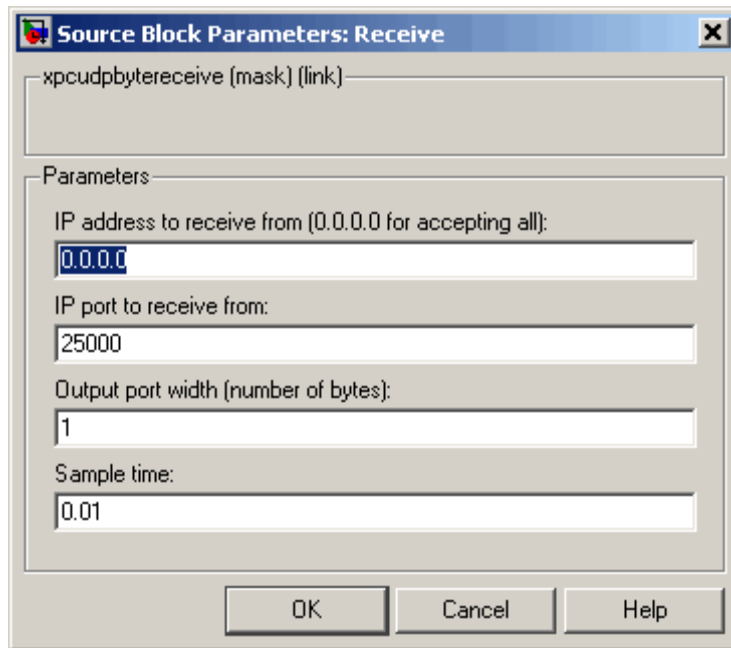 Source Block Parameters: Receive
xpcudpbytereceive (mask) (link)
Parameters
IP address to receive from (0.0.0.0 for accepting all):
0.0.0.0
IP port to receive from:
25000
Output port width (number of bytes):
1
Sample time:
0.01
OK Cancel Help